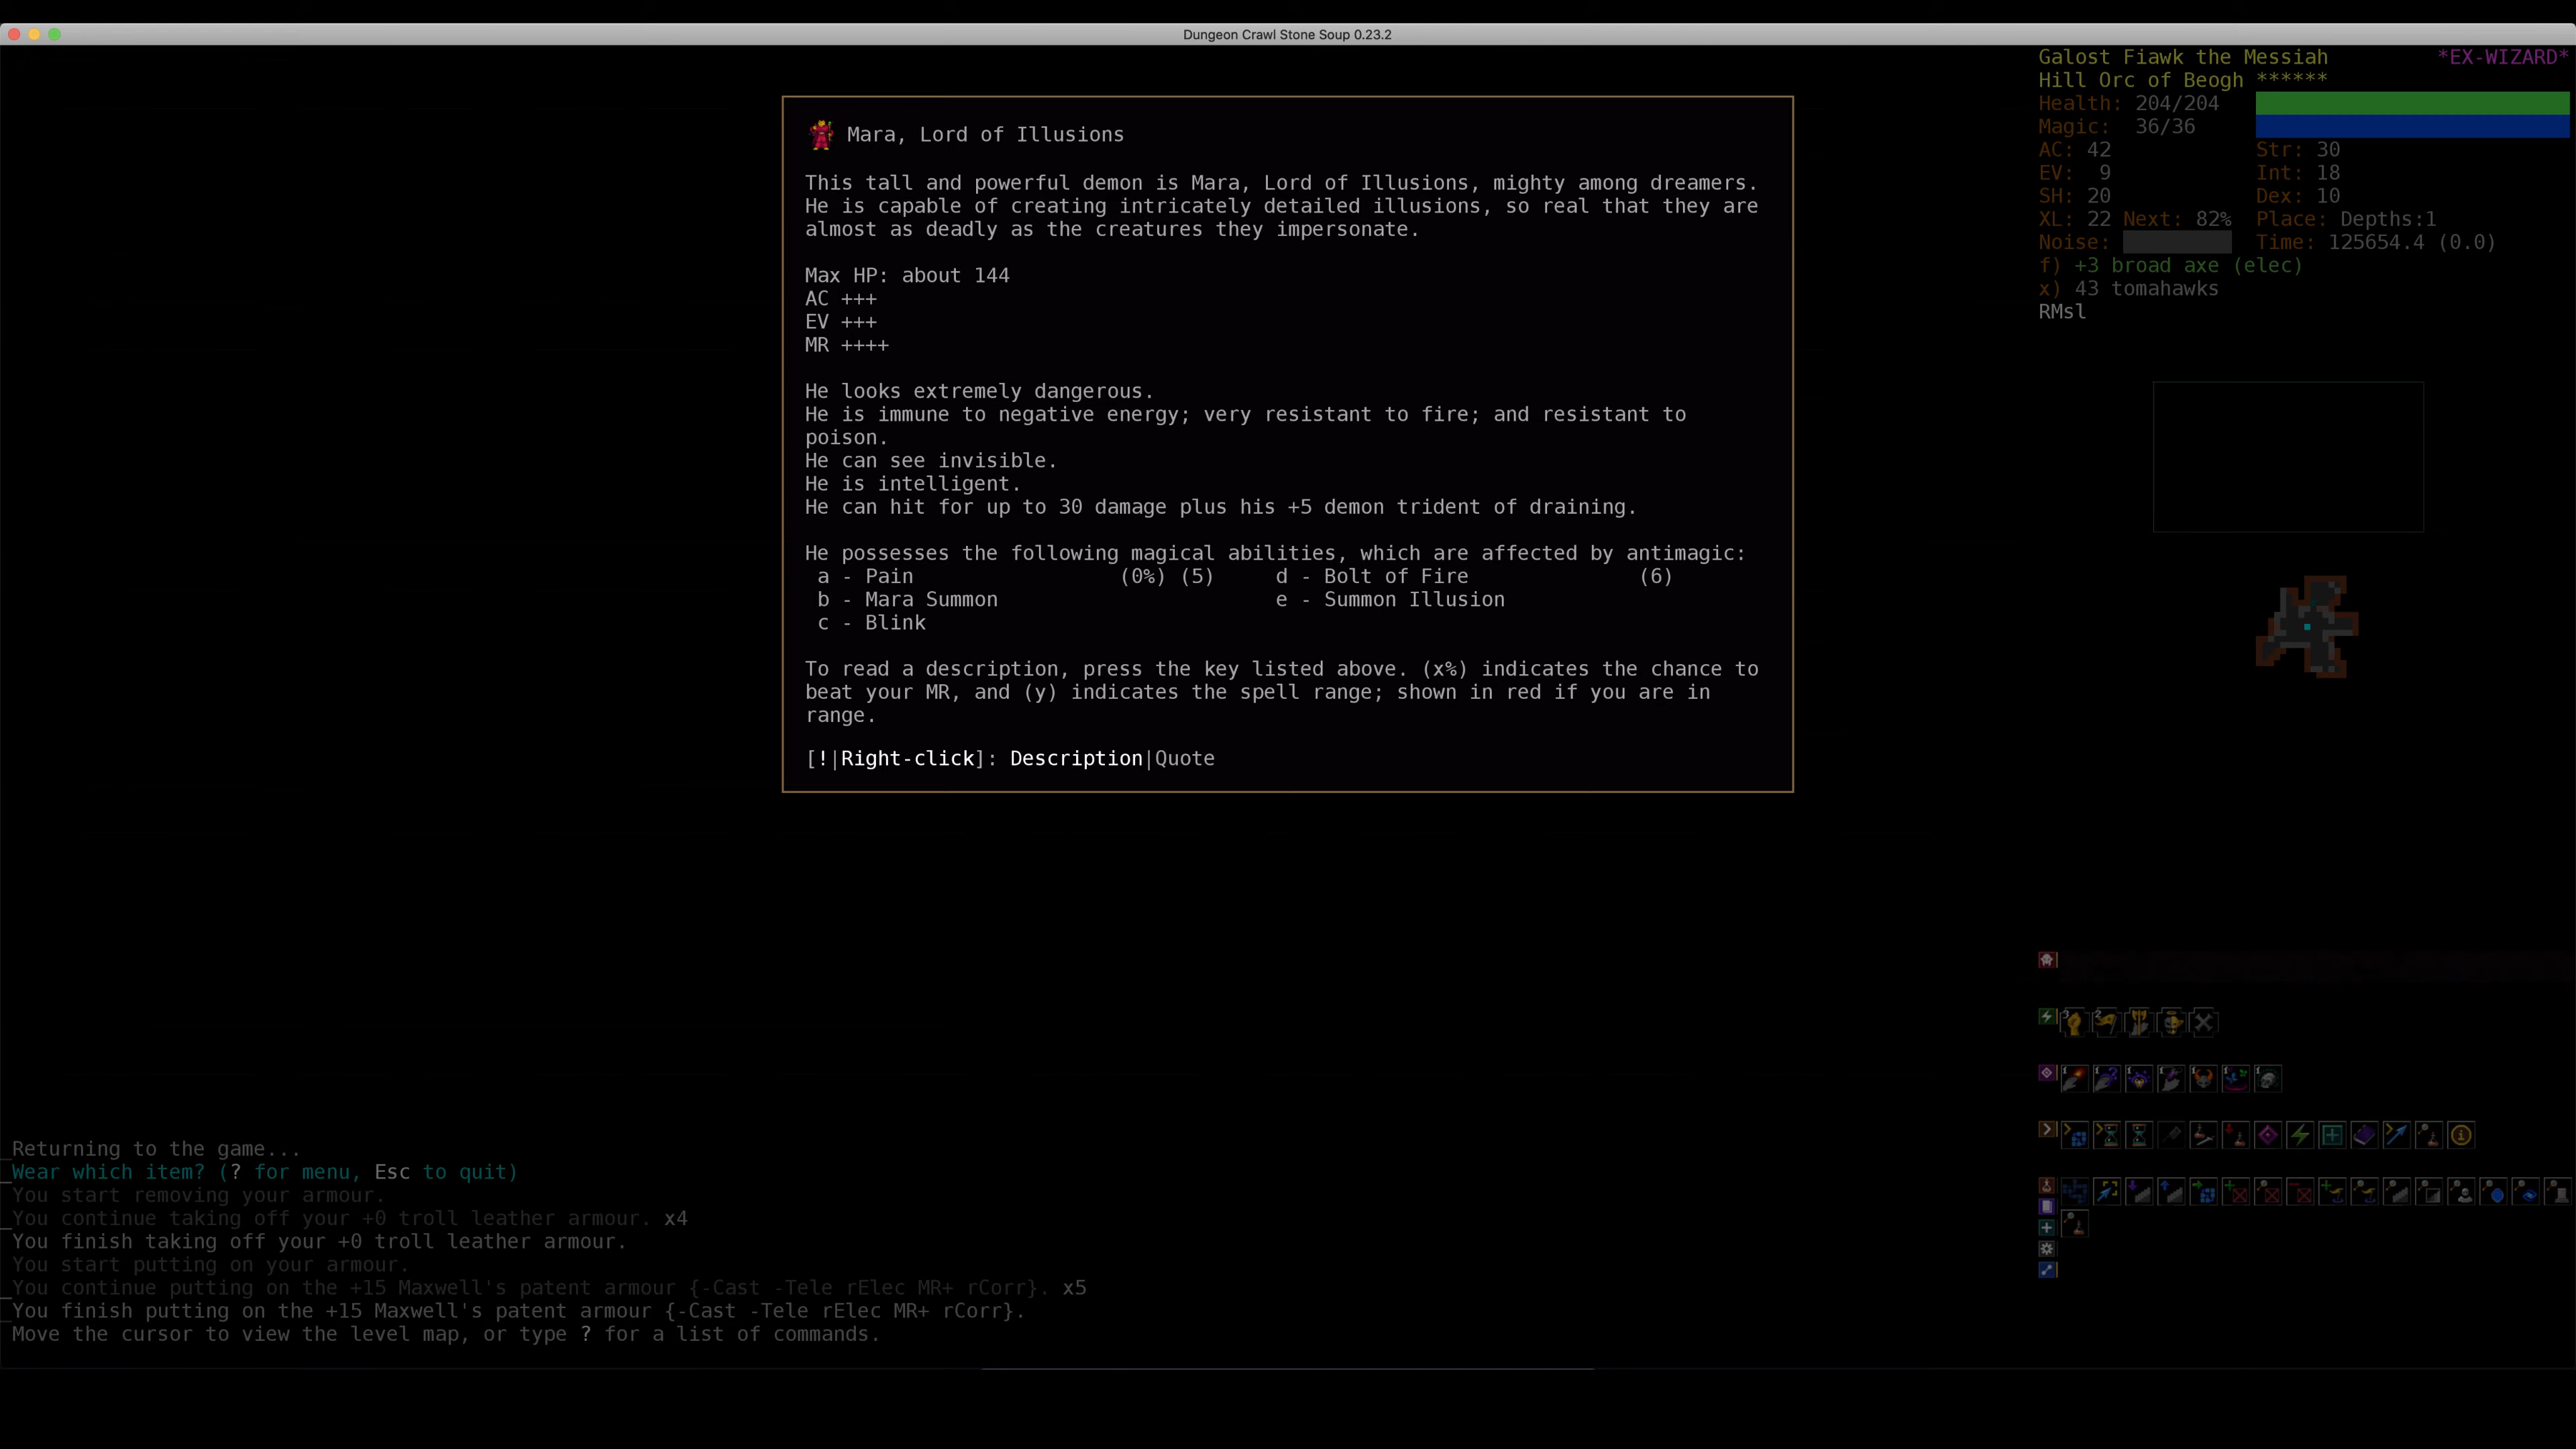 Dungeon Crawl Stone Soup 0.23.2
Galost Fiawk the Messiah *EX-WIZARD*
Hill Orc of Beogh ******
Health: 204/204
Magic: 36/36
AC: 42 Str: 30
EV: 9 Int: 18
SH: 20 Dex: 10
XL: 22 Next: 82% Place: Depths:1
Noise: Time: 125654.4 (0.0)
f) +3 broad axe (elec)
x) 43 tomahawks
RMsl
Mara, Lord of Illusions
This tall and powerful demon is Mara, Lord of Illusions, mighty among dreamers.
He is capable of creating intricately detailed illusions, so real that they are
almost as deadly as the creatures they impersonate.
Max HP: about 144
AC +++
EV +++
MR ++++
He looks extremely dangerous.
He is immune to negative energy; very resistant to fire; and resistant to
poison.
He can see invisible.
He is intelligent.
He can hit for up to 30 damage plus his +5 demon trident of draining.
He possesses the following magical abilities, which are affected by antimagic:
a - Pain (0%) (5) d - Bolt of Fire (6)
b - Mara Summon e - Summon Illusion
c - Blink
To read a description, press the key listed above. (x%) indicates the chance to
beat your MR, and (y) indicates the spell range; shown in red if you are in
range.
[!|Right-click]: Description|Quote
Returning to the game...
_Wear which item? (? for menu, Esc to quit)
You start removing your armour.
_You continue taking off your +0 troll leather armour. x4
You finish taking off your +0 troll leather armour.
You start putting on your armour.
_You continue putting on the +15 Maxwell's patent armour {-Cast -Tele rElec MR+ rCorr}. x5
_You finish putting on the +15 Maxwell's patent armour {-Cast -Tele rElec MR+ rCorr}.
Move the cursor to view the level map, or type ? for a list of commands.